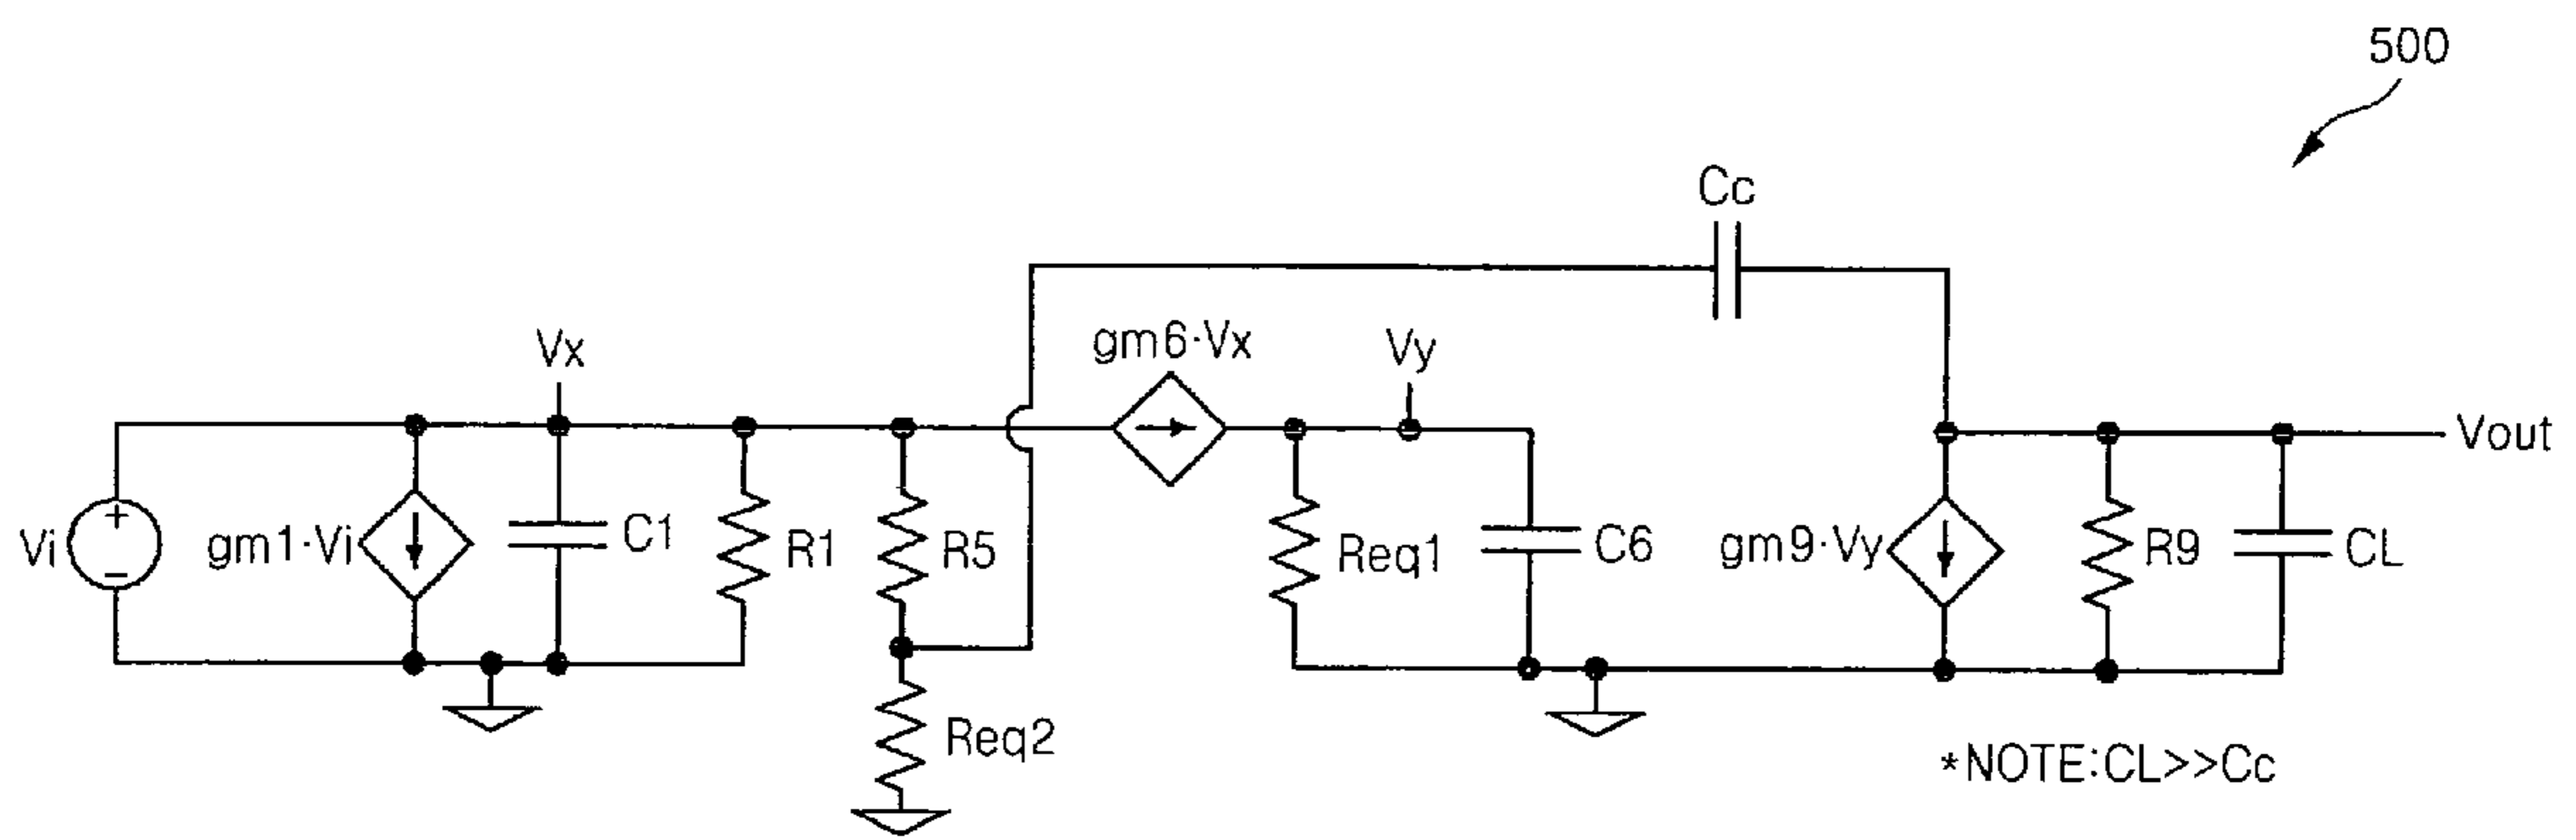 500
Cc
Vx
gm6·Vx
Vy
Vout
Vi
+
−
gm1·Vi
C1
R1
R5
Req1
C6
gm9·Vy
R9
CL
Req2
*NOTE:CL>>Cc